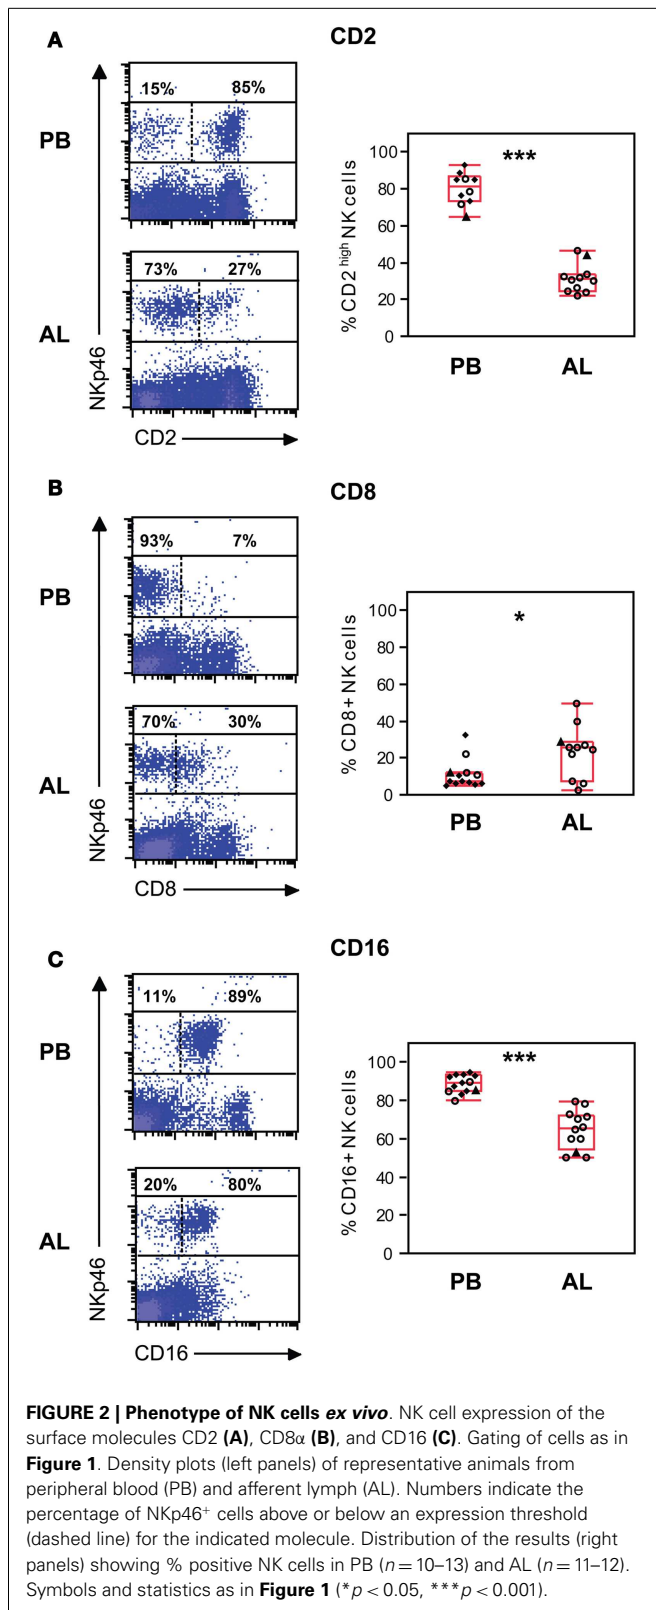 A
CD2
NKp46
PB
15% 85%
AL
73% 27%
CD2
% CD2 high NK cells
100
80
60
40
20
0
***
PB AL
B
CD8
NKp46
PB
93% 7%
AL
70% 30%
CD8
% CD8+ NK cells
100
80
60
40
20
0
*
PB AL
C
CD16
NKp46
PB
11% 89%
AL
20% 80%
CD16
% CD16+ NK cells
100
80
60
40
20
0
***
PB AL
FIGURE 2 | Phenotype of NK cells ex vivo. NK cell expression of the
surface molecules CD2 (A), CD8α (B), and CD16 (C). Gating of cells as in
Figure 1. Density plots (left panels) of representative animals from
peripheral blood (PB) and afferent lymph (AL). Numbers indicate the
percentage of NKp46⁺ cells above or below an expression threshold
(dashed line) for the indicated molecule. Distribution of the results (right
panels) showing % positive NK cells in PB (n = 10–13) and AL (n = 11–12).
Symbols and statistics as in Figure 1 (*p < 0.05, ***p < 0.001).